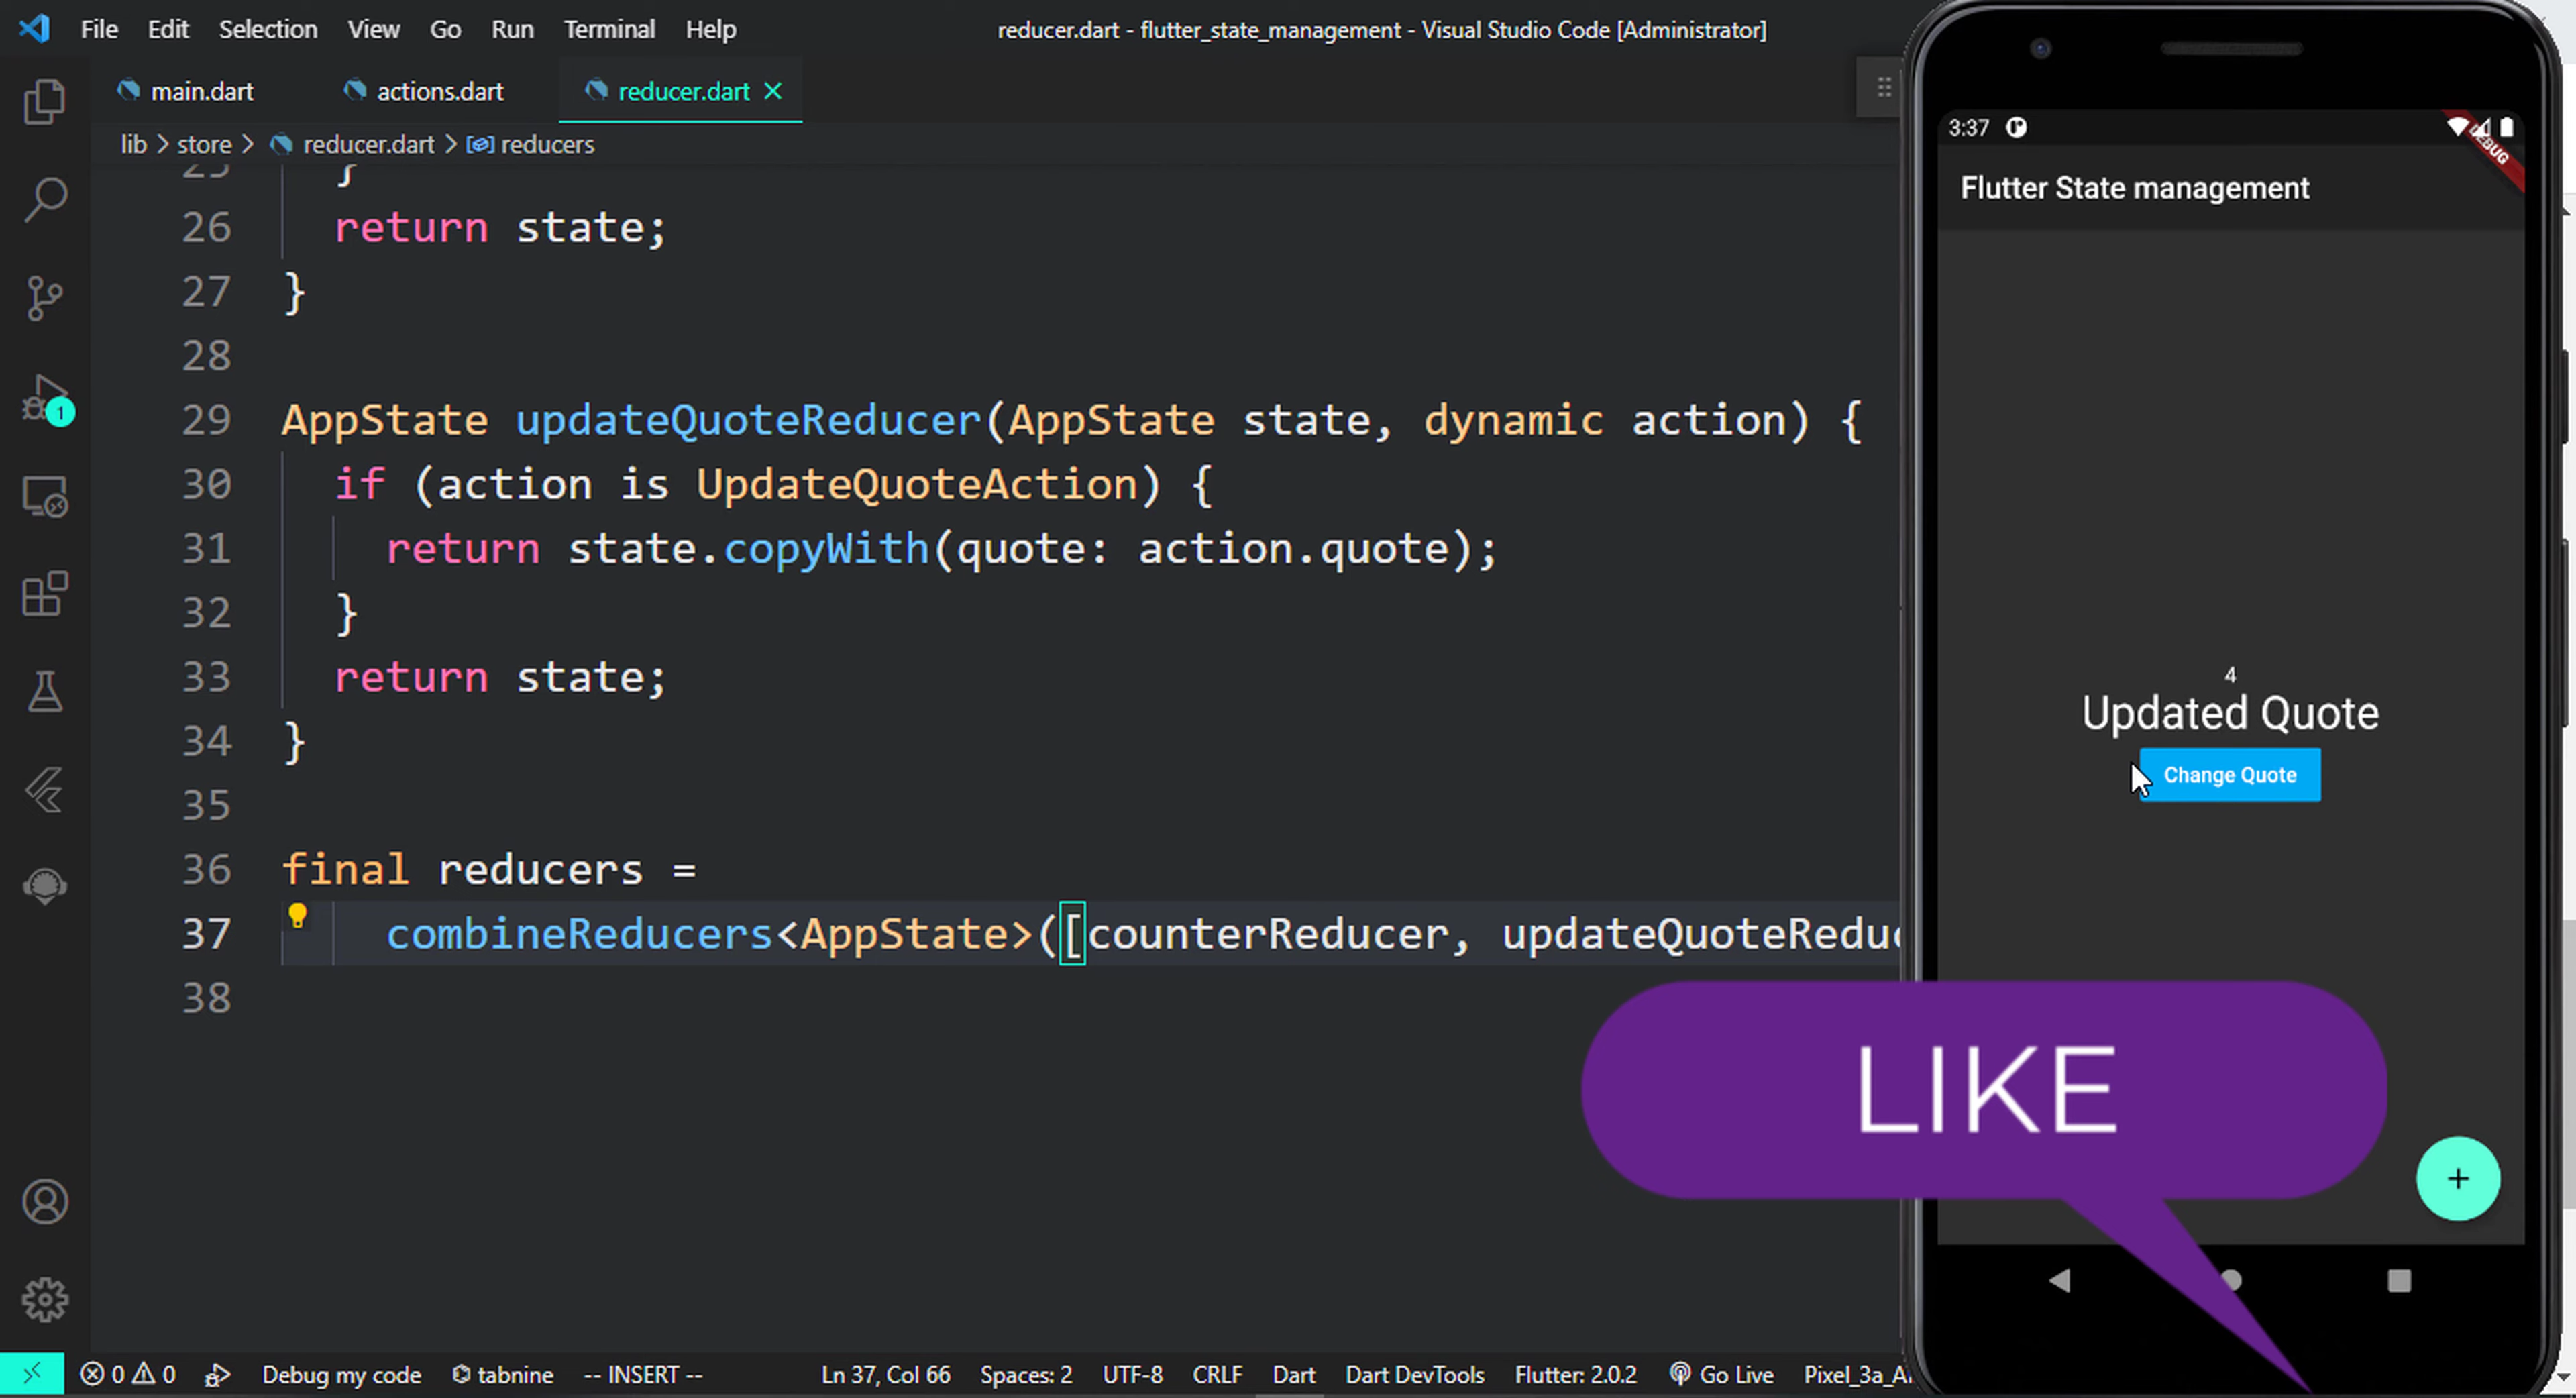 File Edit Selection View Go Run Terminal Help
reducer.dart - flutter_state_management - Visual Studio Code [Administrator]
main.dart actions.dart reducer.dart
lib > store > reducer.dart > reducers
25 }
26 return state;
27 }
28
29 AppState updateQuoteReducer(AppState state, dynamic action) {
30 if (action is UpdateQuoteAction) {
31 return state.copyWith(quote: action.quote);
32 }
33 return state;
34 }
35
36 final reducers =
37 combineReducers<AppState>([counterReducer, updateQuoteReduc
38
1
3:37
DEBUG
Flutter State management
4
Updated Quote
Change Quote
LIKE
+
0 0 Debug my code tabnine -- INSERT -- Ln 37, Col 66 Spaces: 2 UTF-8 CRLF Dart Dart DevTools Flutter: 2.0.2 Go Live Pixel_3a_A